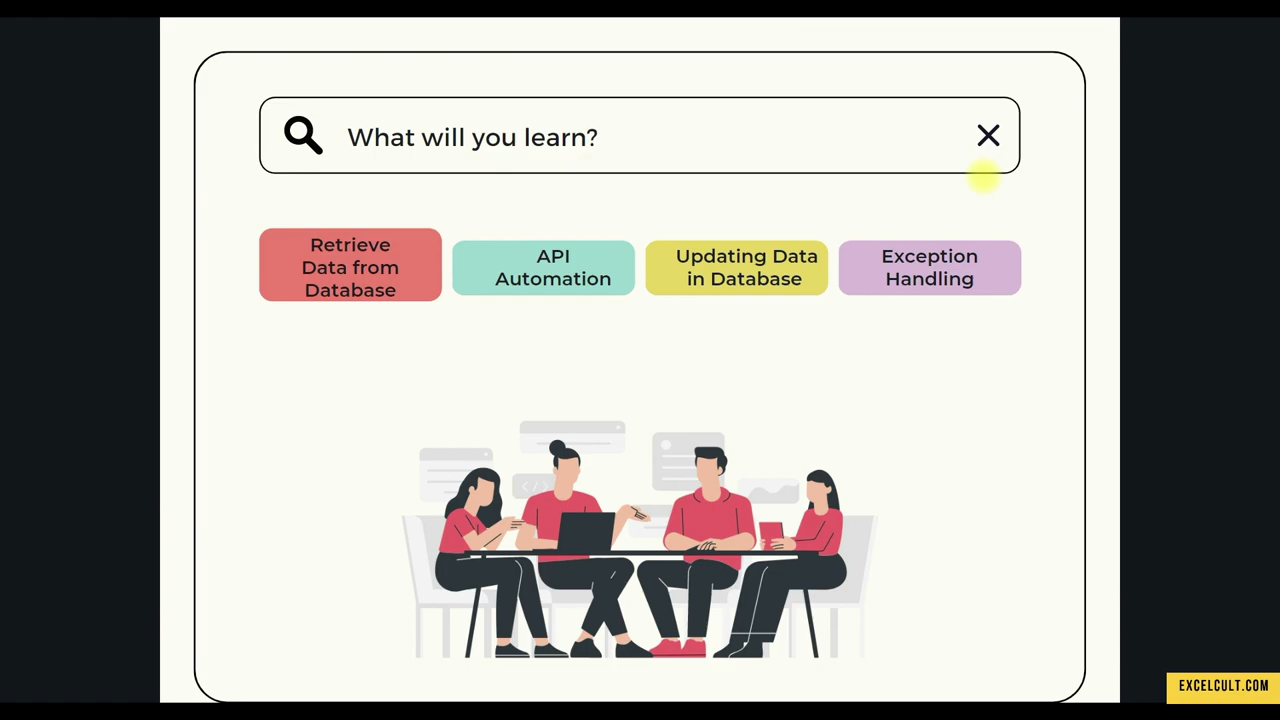 What will you learn?
Retrieve
Data from
Database
API
Automation
Updating Data
in Database
Exception
Handling
</>
EXCELCULT.COM